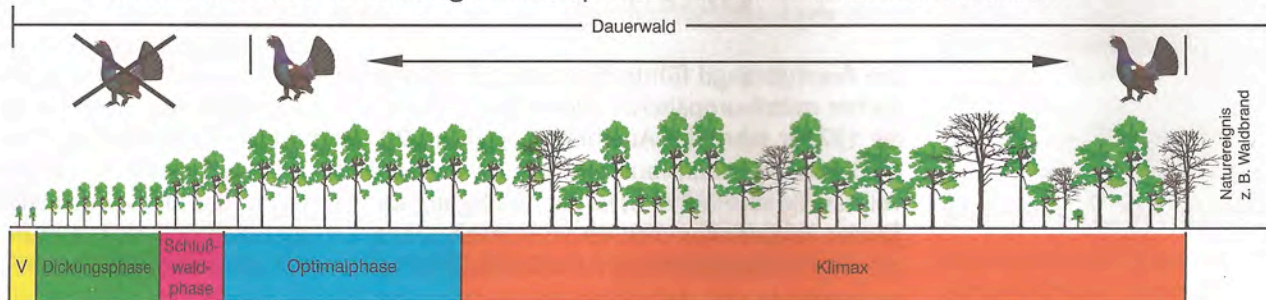 Dauerwald
Naturereignis
z. B. Waldbrand
V
Dickungsphase
Schluß-
wald-
phase
Optimalphase
Klimax